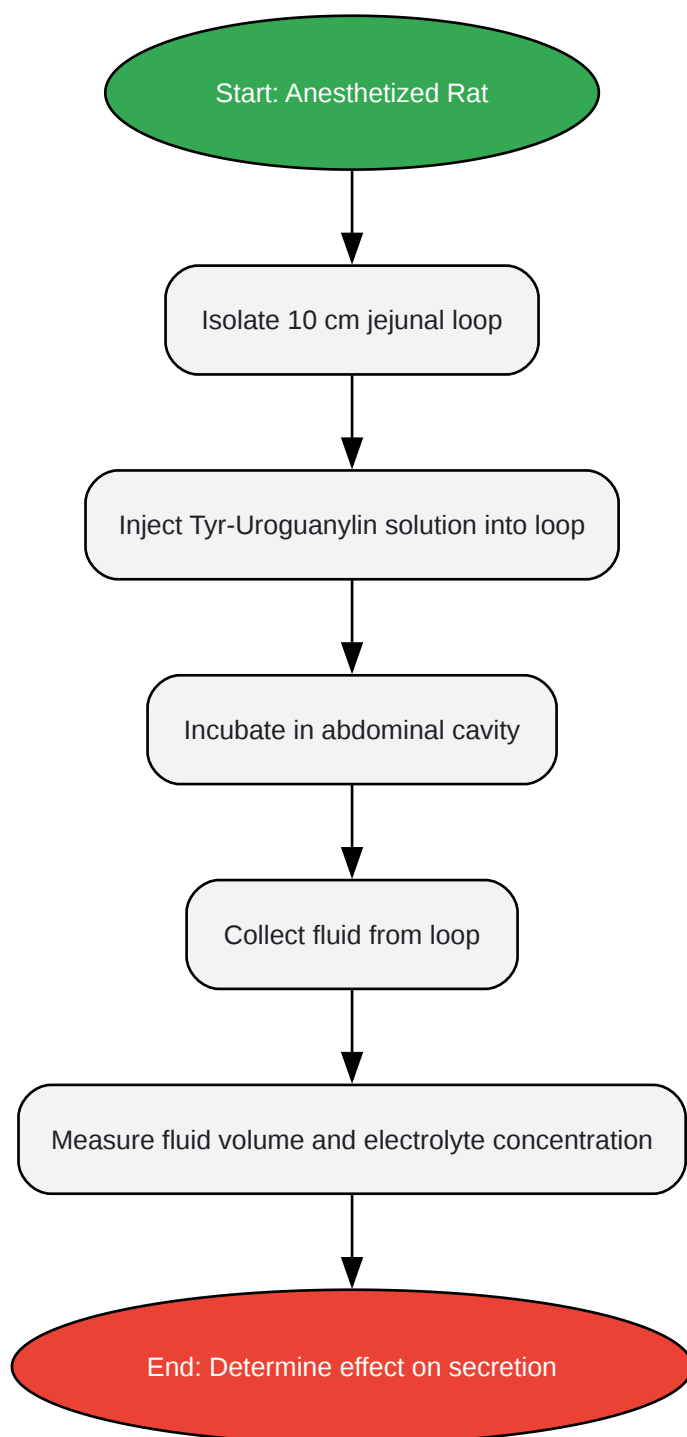 Start: Anesthetized Rat
Isolate 10 cm jejunal loop
Inject Tyr-Uroguanylin solution into loop
Incubate in abdominal cavity
Collect fluid from loop
Measure fluid volume and electrolyte concentration
End: Determine effect on secretion